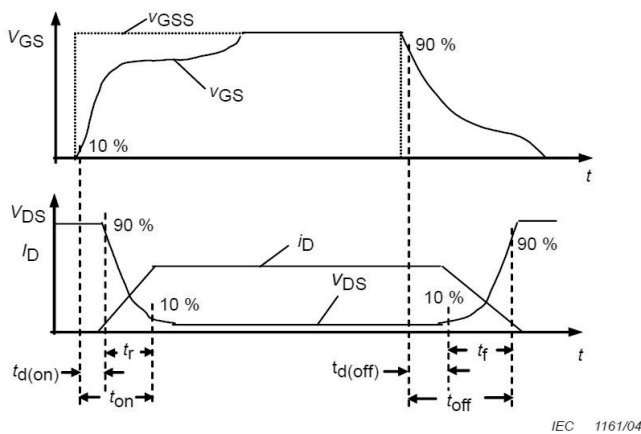 vGSS
VGS
90 %
vGS
10 %
t
VDS
90 %
ID
iD
90 %
VDS
10 %
10 %
t
tr
tf
td(on)
td(off)
ton
toff
IEC 1161/04